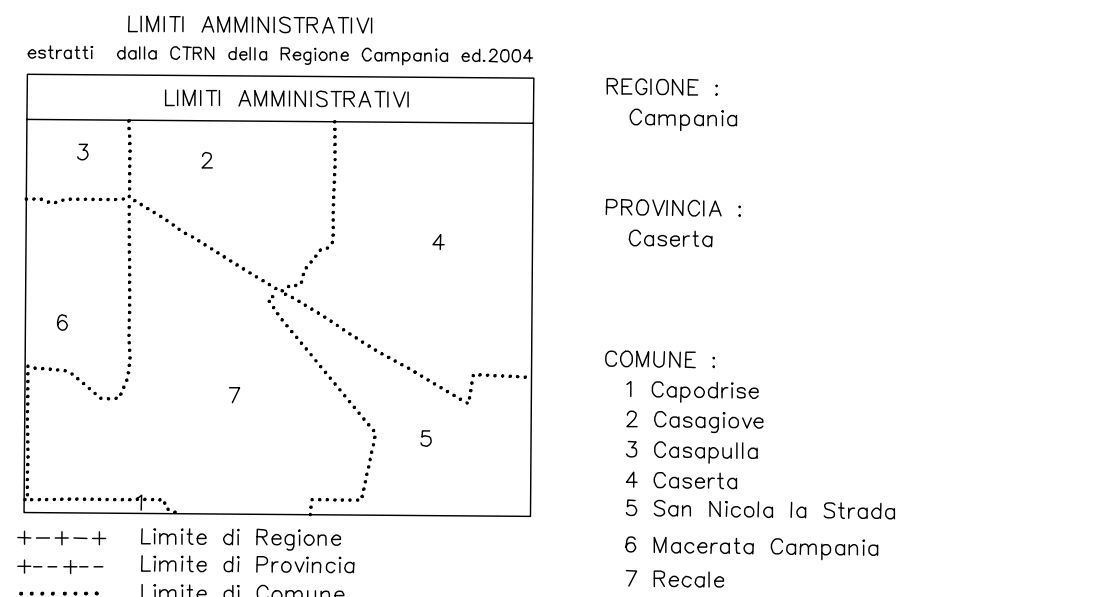 LIMITI AMMINISTRATIVI
estratti dalla CTRN della Regione Campania ed.2004
LIMITI AMMINISTRATIVI
3
2
4
6
7
5
1
+-+-+ Limite di Regione
+--+-- Limite di Provincia
........ Limite di Comune
REGIONE :
Campania
PROVINCIA :
Caserta
COMUNE :
1 Capodrise
2 Casagiove
3 Casapulla
4 Caserta
5 San Nicola la Strada
6 Macerata Campania
7 Recale